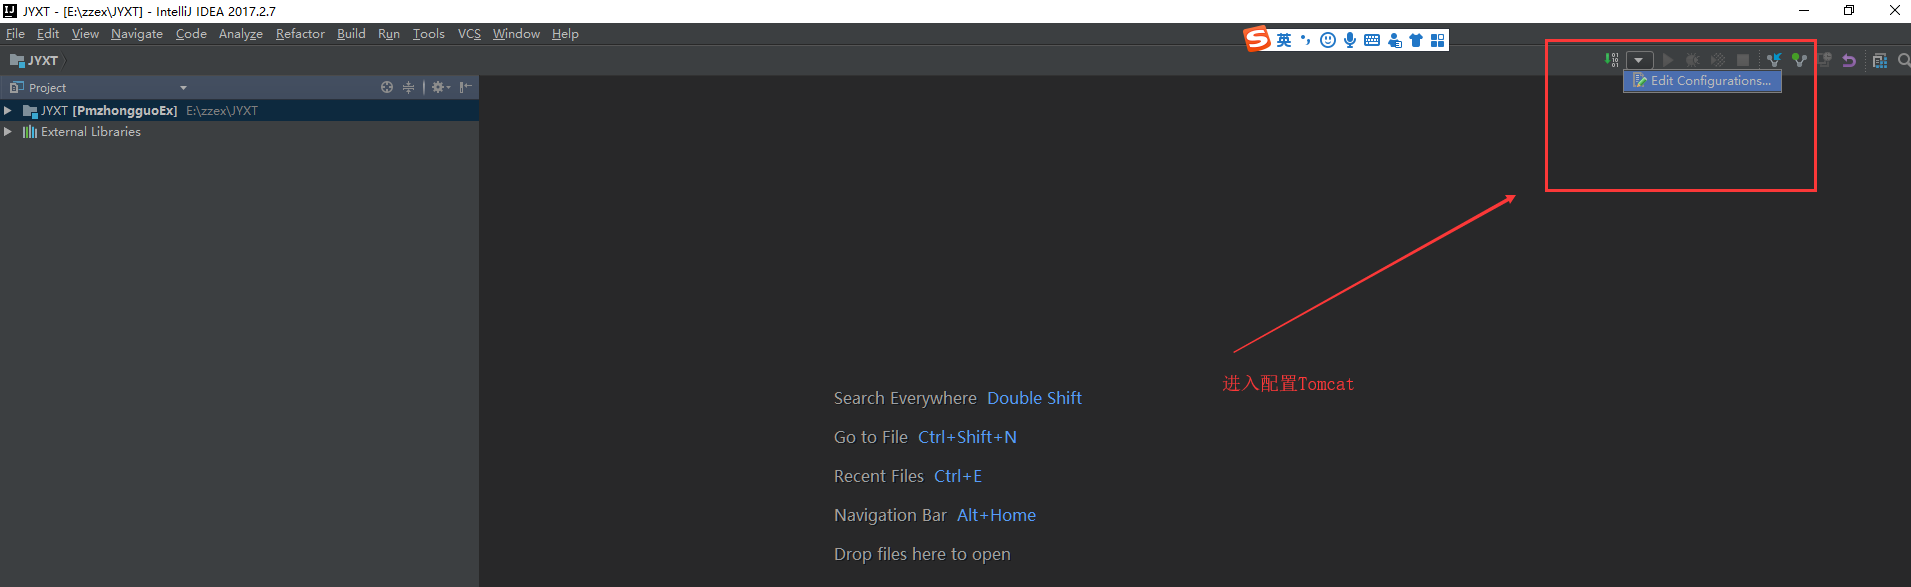 JYXT - [E:\zzex\JYXT] - IntelliJ IDEA 2017.2.7
File Edit View Navigate Code Analyze Refactor Build Run Tools VCS Window Help
英
JYXT
Project
Edit Configurations...
JYXT [PmzhongguoEx] E:\zzex\JYXT
External Libraries
进入配置Tomcat
Search Everywhere Double Shift
Go to File Ctrl+Shift+N
Recent Files Ctrl+E
Navigation Bar Alt+Home
Drop files here to open